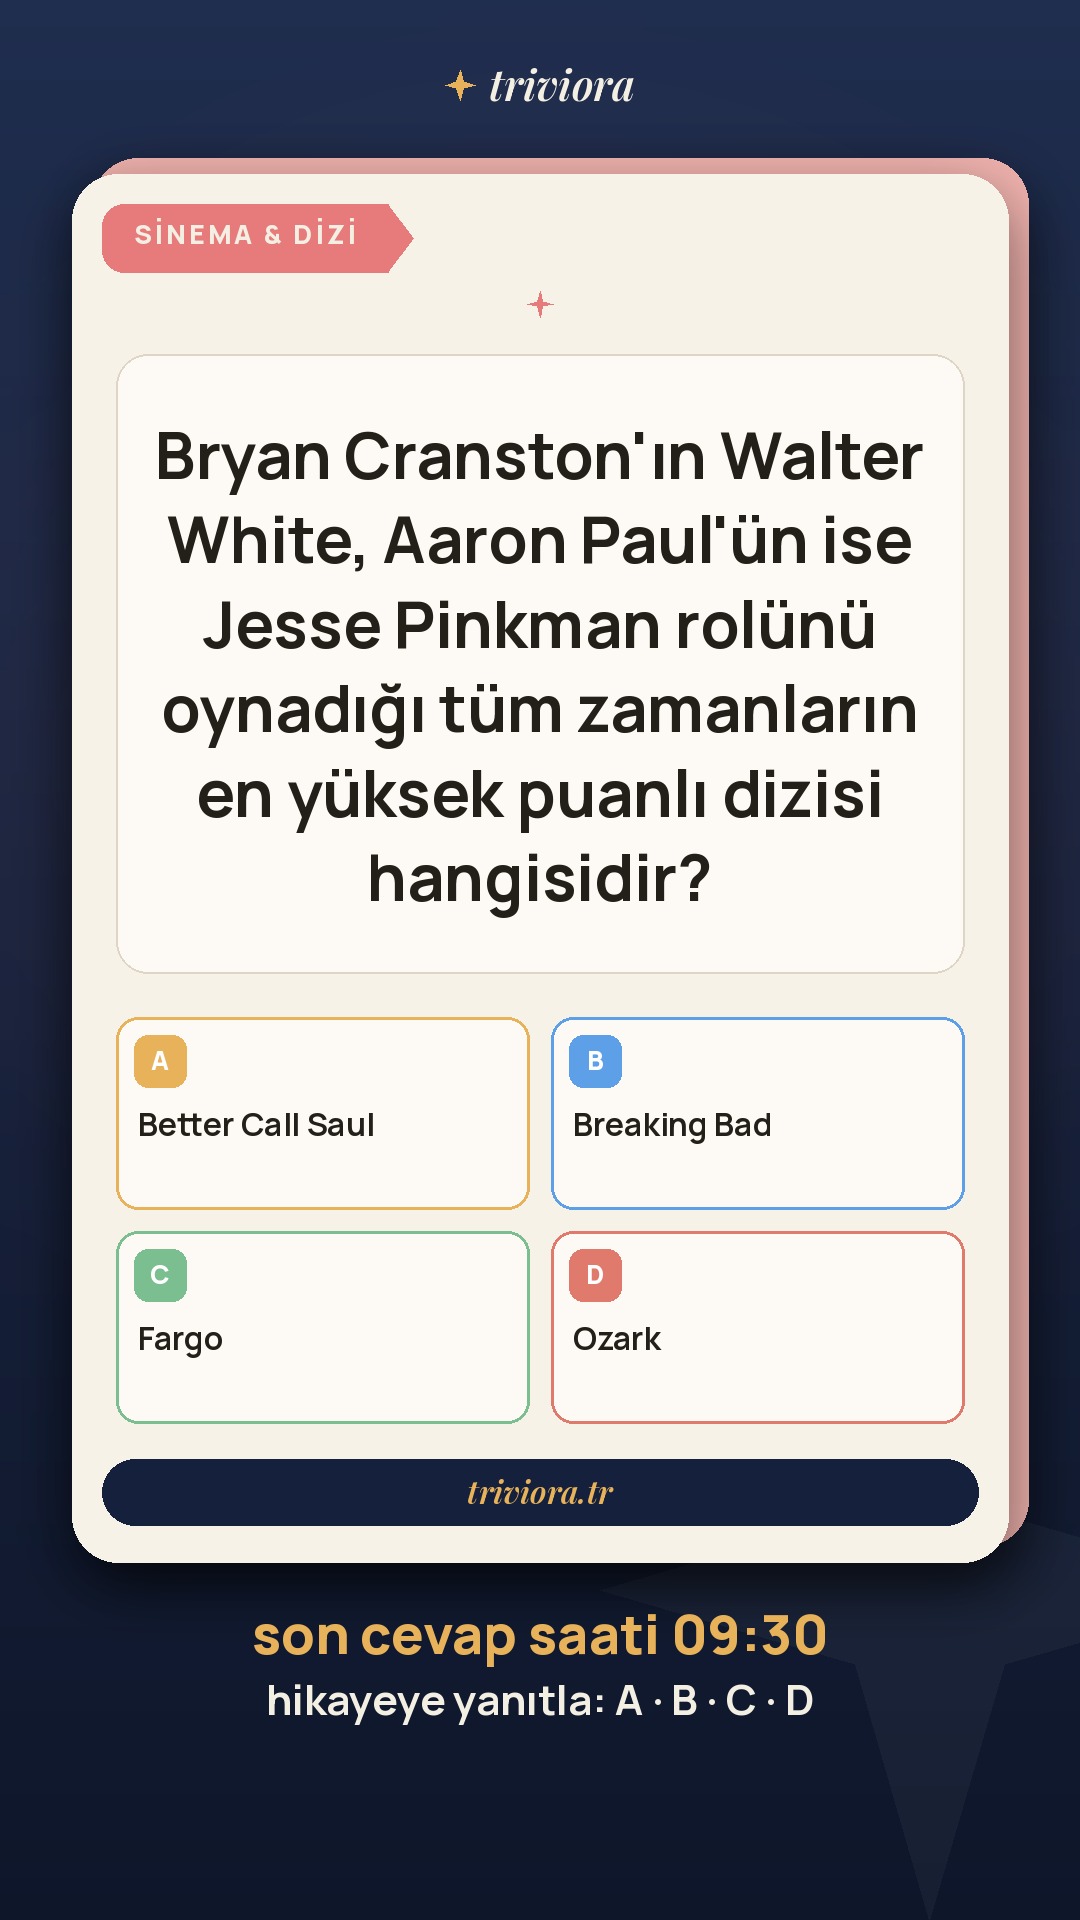 triviora
SİNEMA & DİZİ
Bryan Cranston'ın Walter
White, Aaron Paul'ün ise
Jesse Pinkman rolünü
oynadığı tüm zamanların
en yüksek puanlı dizisi
hangisidir?
A
Better Call Saul
B
Breaking Bad
C
Fargo
D
Ozark
triviora.tr
son cevap saati 09:30
hikayeye yanıtla: A · B · C · D